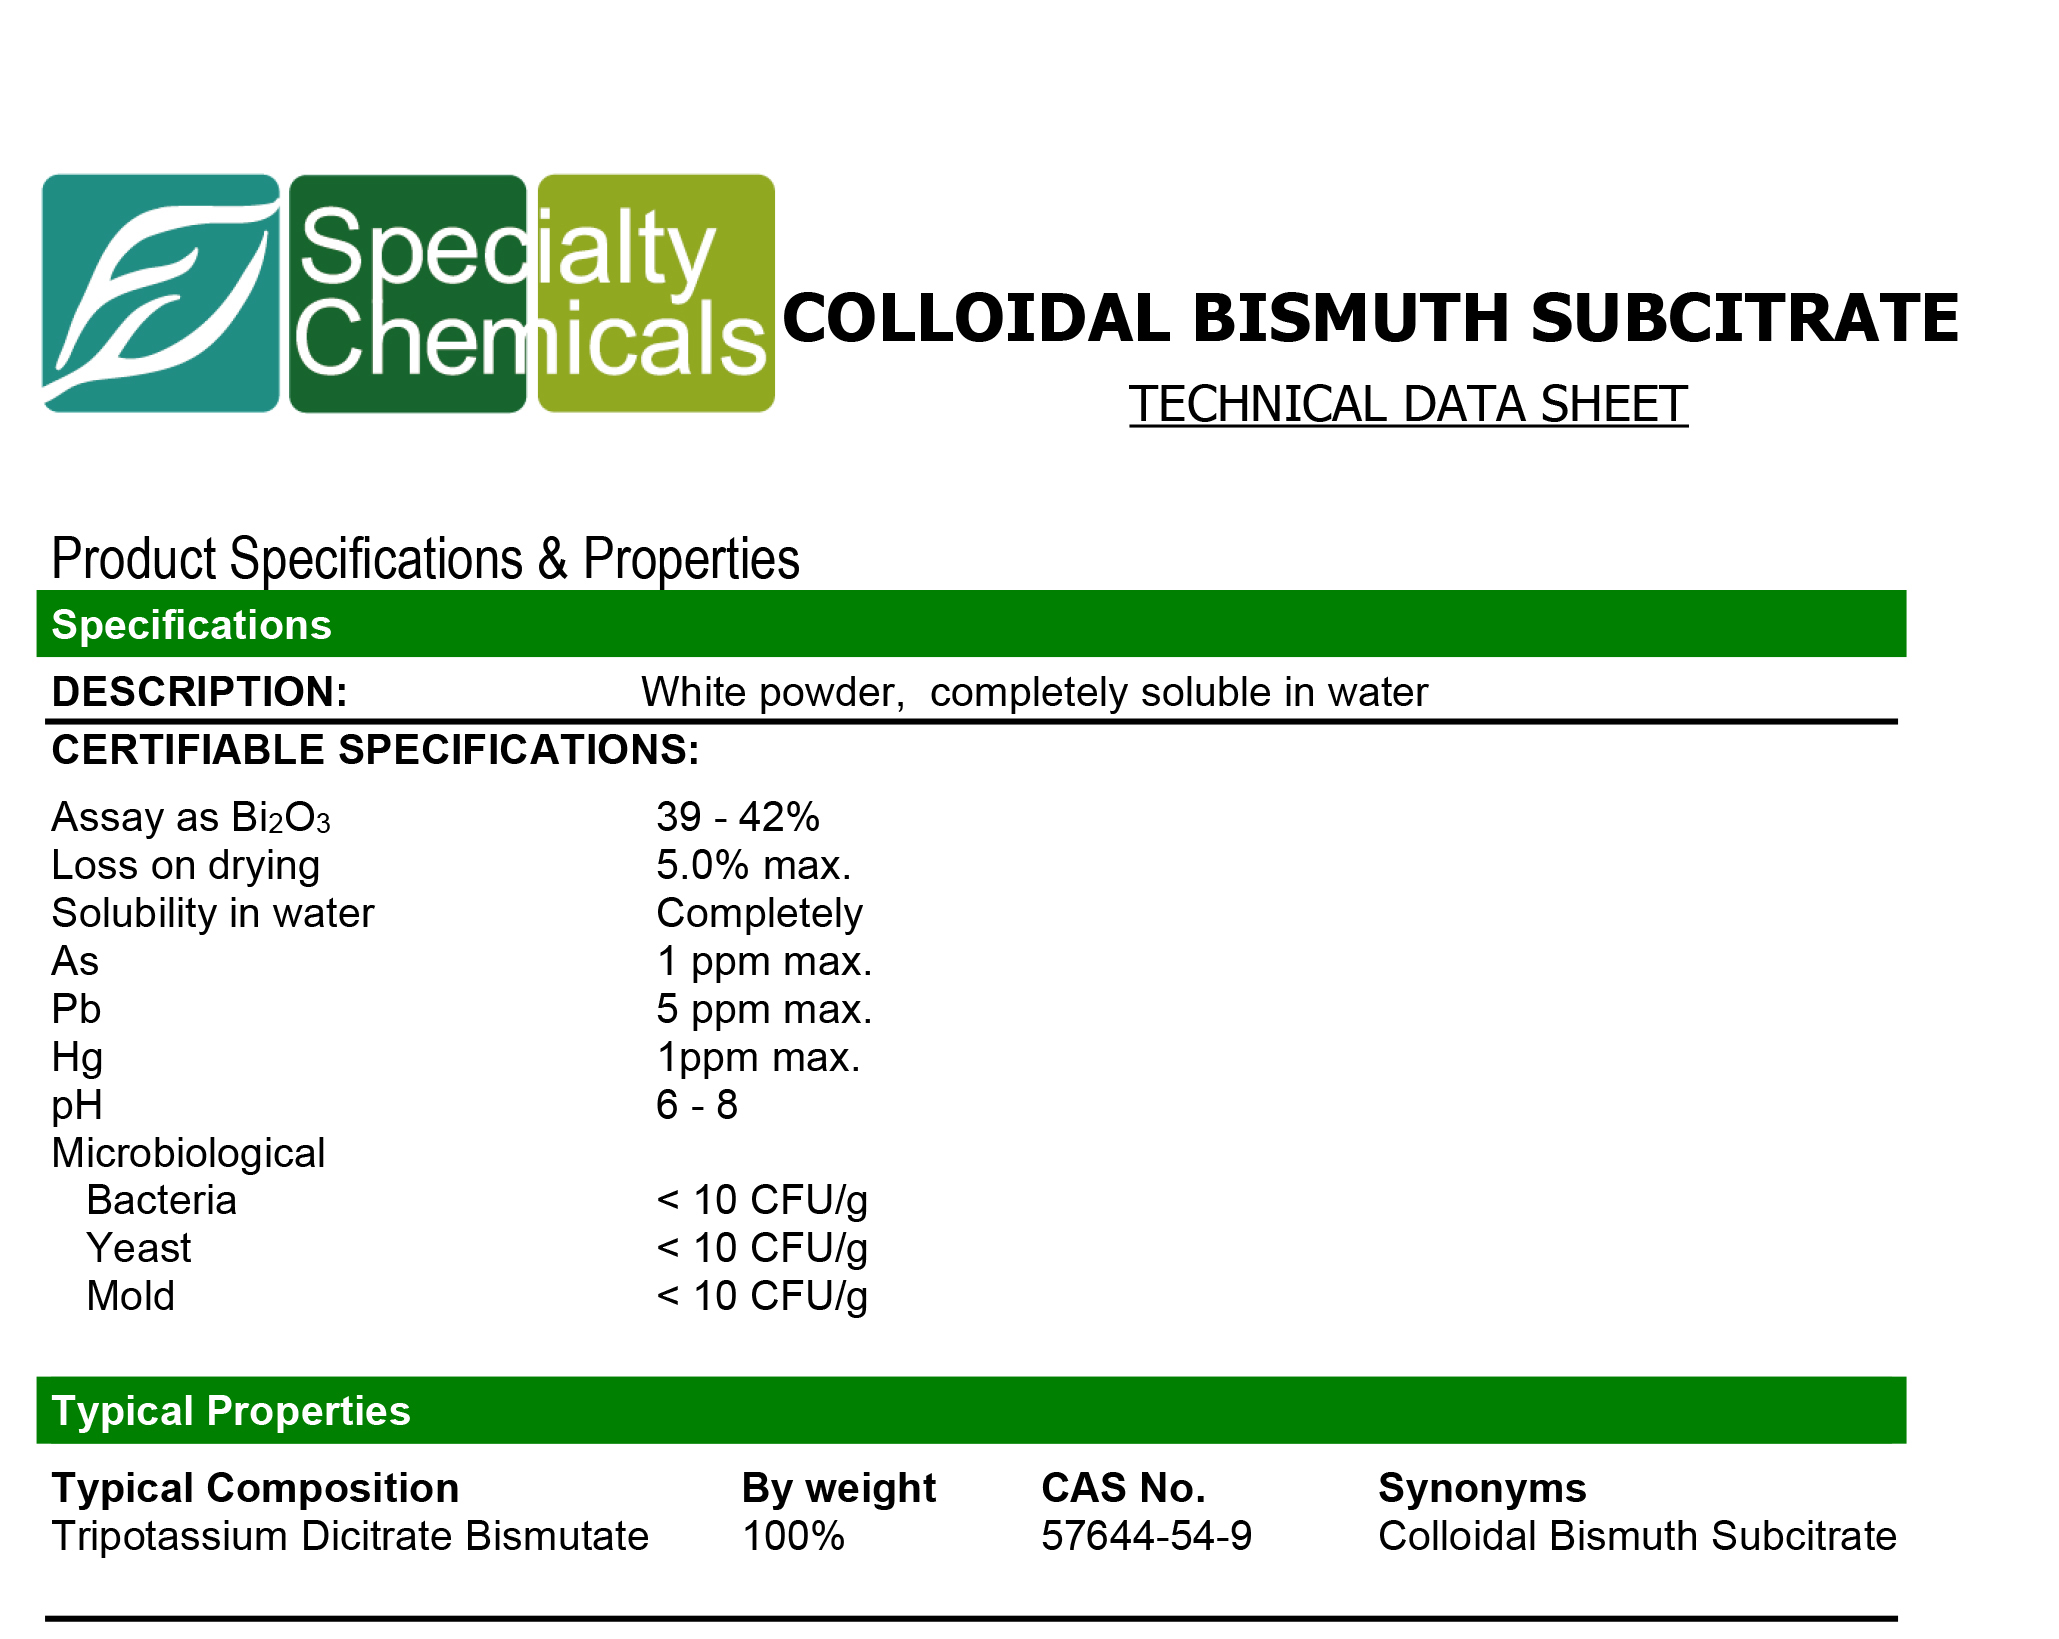 Specialty
Chemicals
COLLOIDAL BISMUTH SUBCITRATE
TECHNICAL DATA SHEET
Product Specifications & Properties
Specifications
DESCRIPTION: White powder, completely soluble in water
CERTIFIABLE SPECIFICATIONS:
Assay as Bi2O3 39 - 42%
Loss on drying 5.0% max.
Solubility in water Completely
As 1 ppm max.
Pb 5 ppm max.
Hg 1ppm max.
pH 6 - 8
Microbiological
Bacteria < 10 CFU/g
Yeast < 10 CFU/g
Mold < 10 CFU/g
Typical Properties
Typical Composition By weight CAS No. Synonyms
Tripotassium Dicitrate Bismutate 100% 57644-54-9 Colloidal Bismuth Subcitrate